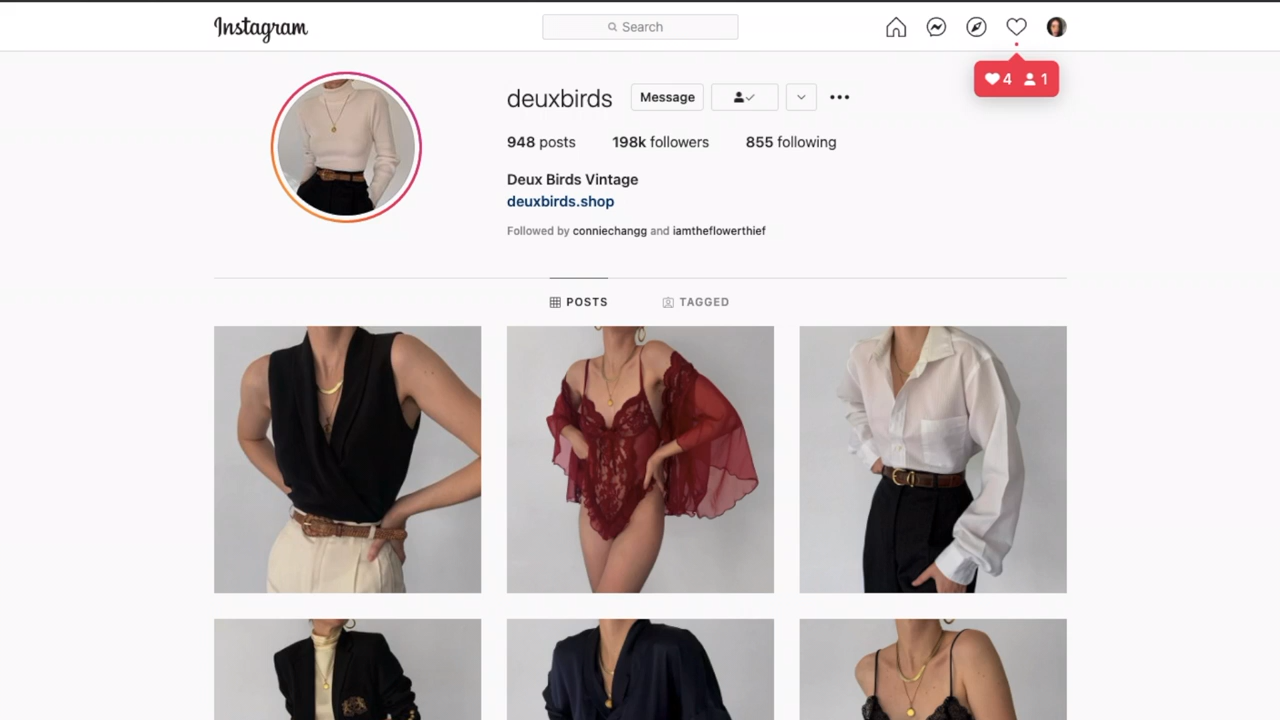 Instagram
Search
4 1
deuxbirds Message
948 posts 198k followers 855 following
Deux Birds Vintage
deuxbirds.shop
Followed by conniechangg and iamtheflowerthief
POSTS TAGGED